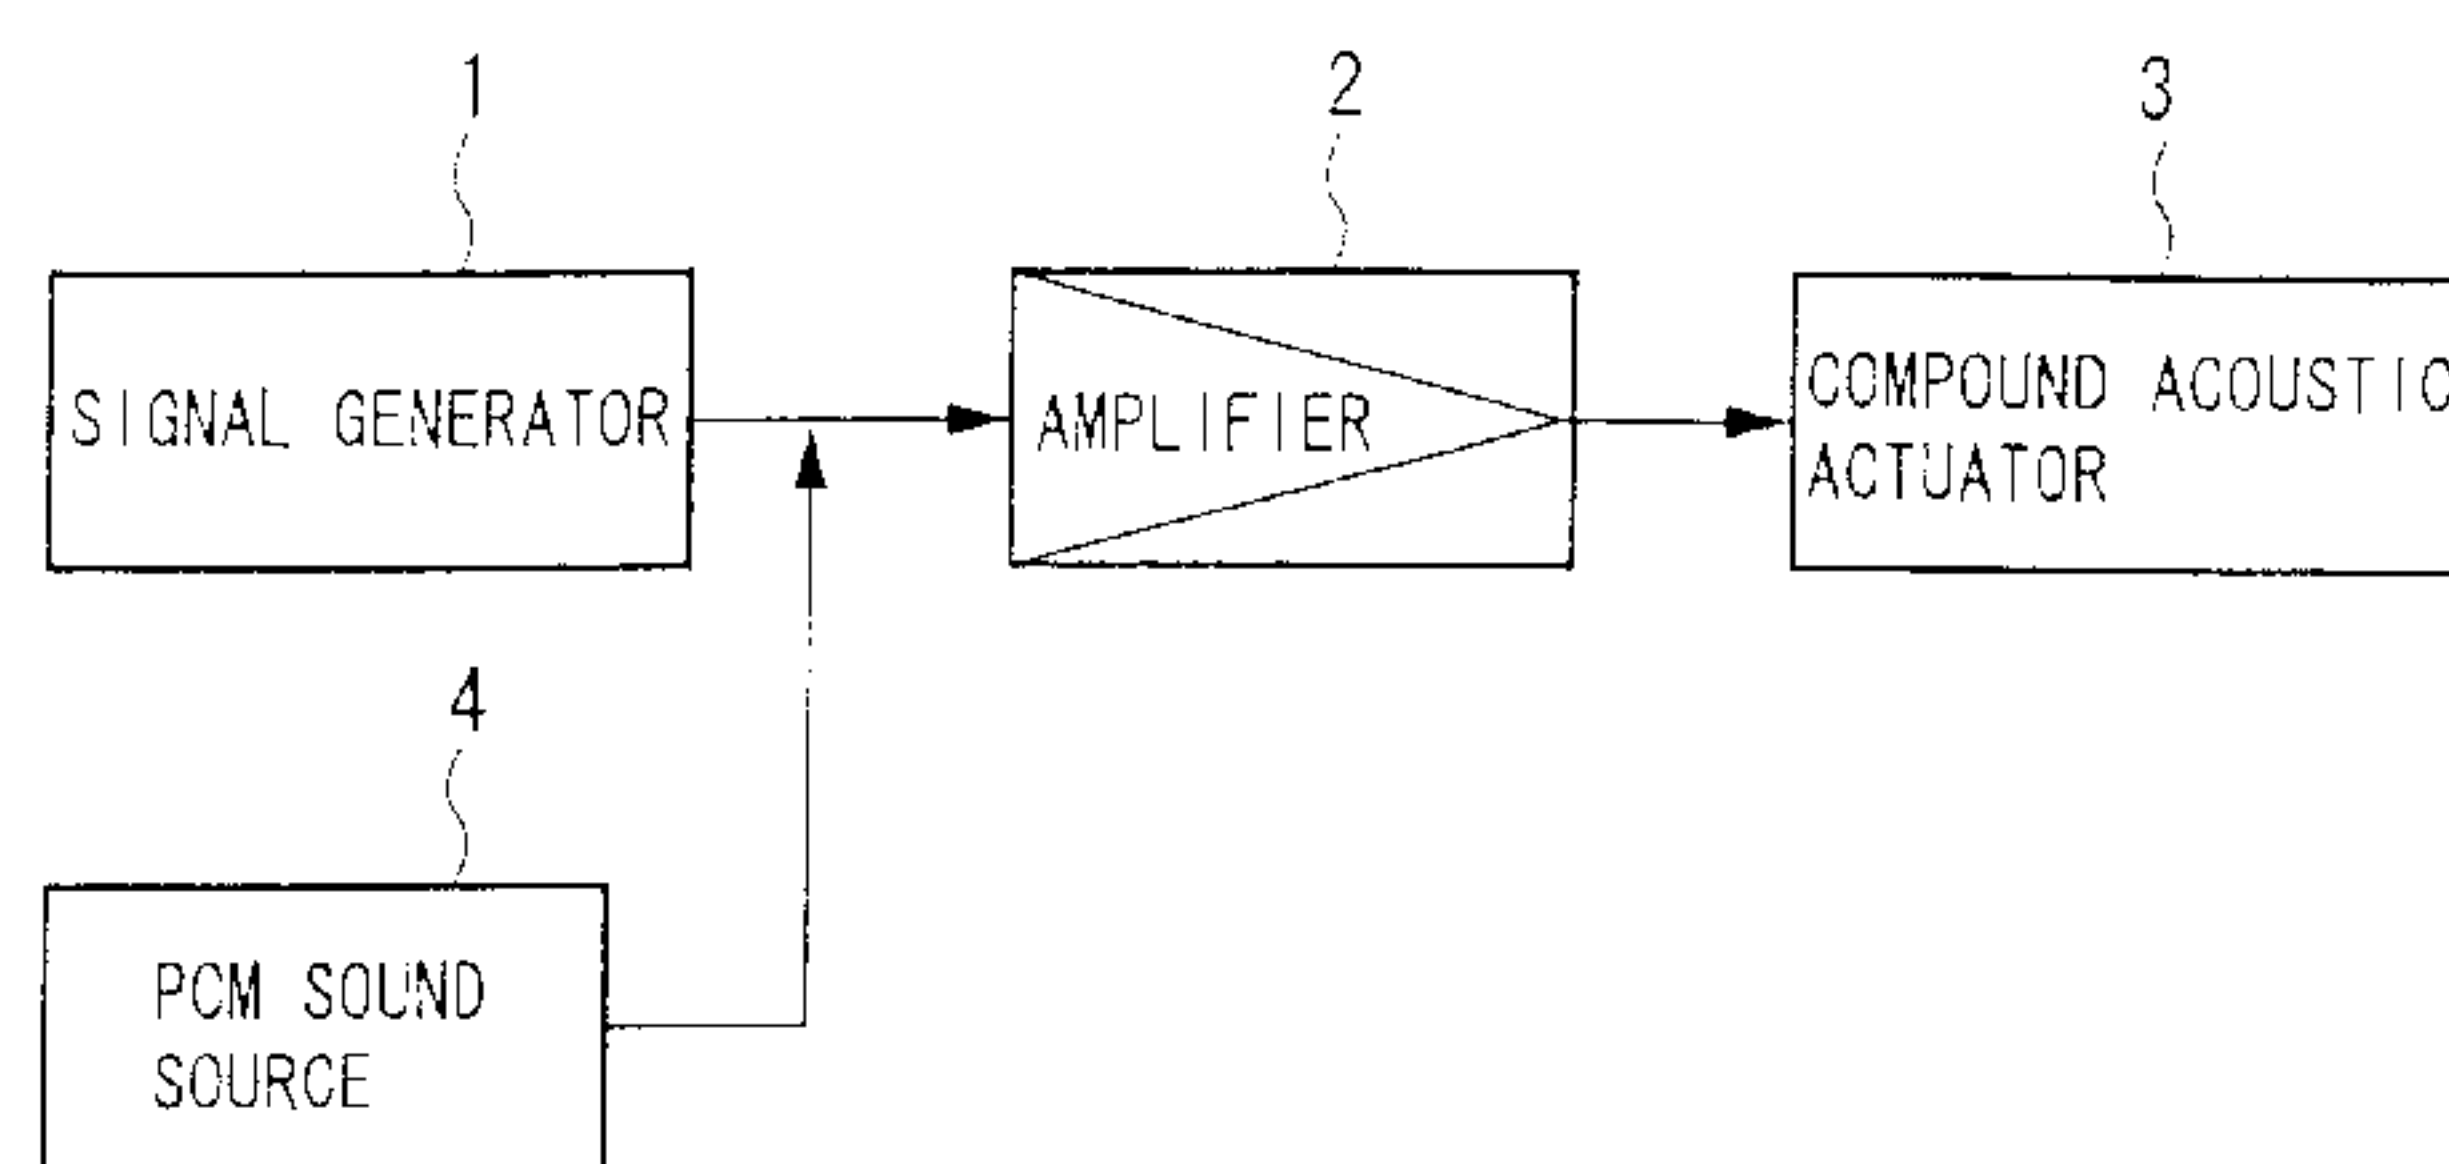 1
2
3
SIGNAL GENERATOR
AMPLIFIER
COMPOUND ACOUSTIC
ACTUATOR
4
PCM SOUND
SOURCE